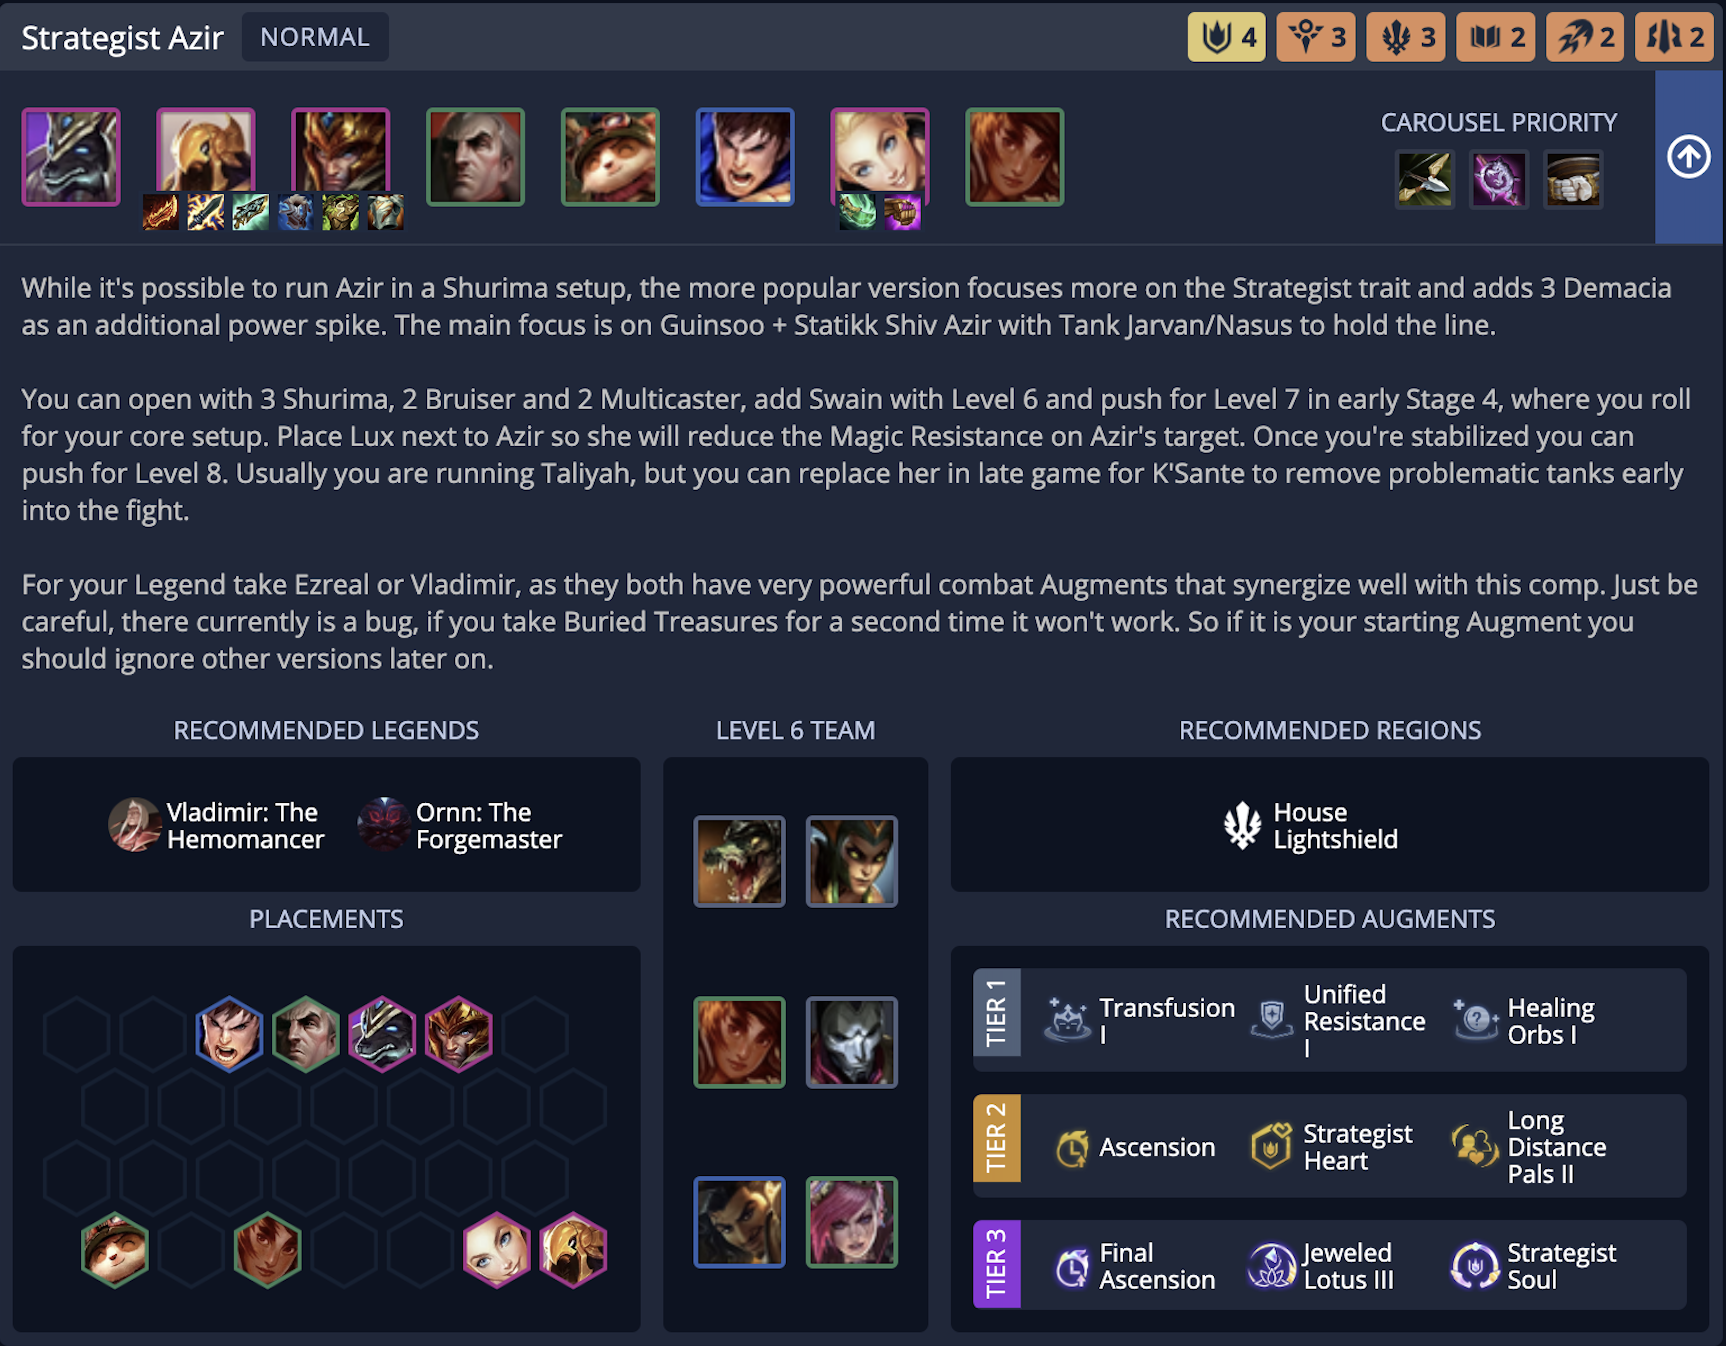 Strategist Azir
NORMAL
4
3
3
2
2
2
CAROUSEL PRIORITY
While it's possible to run Azir in a Shurima setup, the more popular version focuses more on the Strategist trait and adds 3 Demacia
as an additional power spike. The main focus is on Guinsoo + Statikk Shiv Azir with Tank Jarvan/Nasus to hold the line.
You can open with 3 Shurima, 2 Bruiser and 2 Multicaster, add Swain with Level 6 and push for Level 7 in early Stage 4, where you roll
for your core setup. Place Lux next to Azir so she will reduce the Magic Resistance on Azir's target. Once you're stabilized you can
push for Level 8. Usually you are running Taliyah, but you can replace her in late game for K'Sante to remove problematic tanks early
into the fight.
For your Legend take Ezreal or Vladimir, as they both have very powerful combat Augments that synergize well with this comp. Just be
careful, there currently is a bug, if you take Buried Treasures for a second time it won't work. So if it is your starting Augment you
should ignore other versions later on.
RECOMMENDED LEGENDS
Vladimir: The
Hemomancer
Ornn: The
Forgemaster
PLACEMENTS
LEVEL 6 TEAM
RECOMMENDED REGIONS
House
Lightshield
RECOMMENDED AUGMENTS
TIER 1
Transfusion
I
Unified
Resistance
I
Healing
Orbs I
TIER 2
Ascension
Strategist
Heart
Long
Distance
Pals II
TIER 3
Final
Ascension
Jeweled
Lotus III
Strategist
Soul